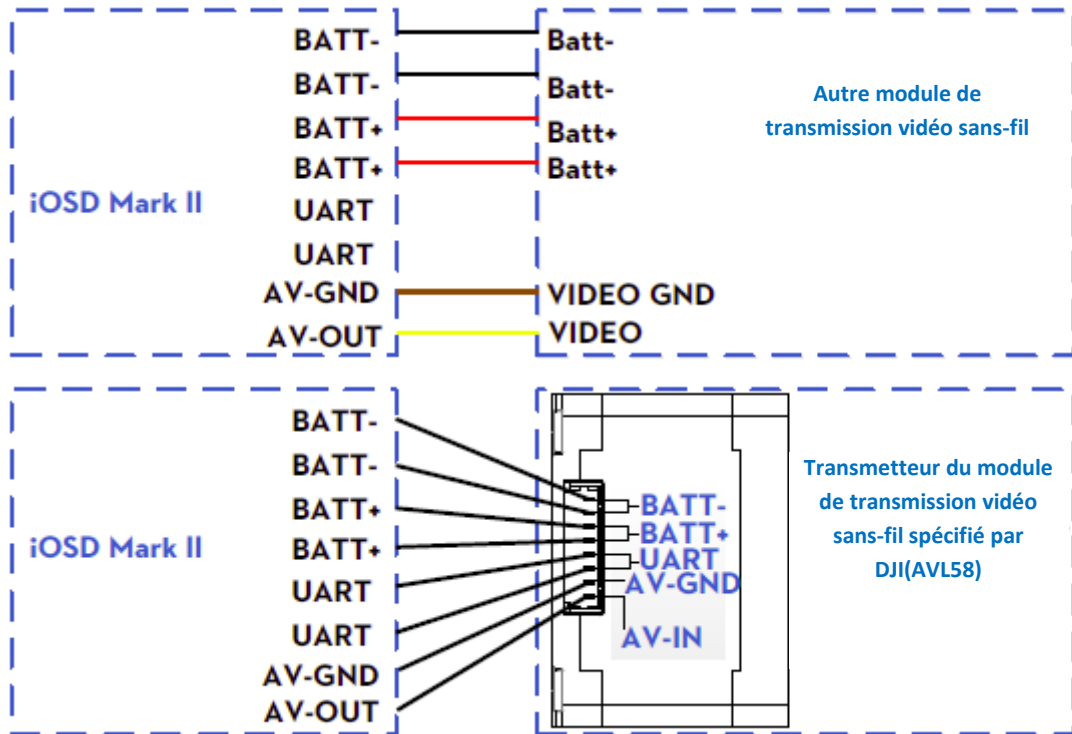 BATT-
Batt-
BATT-
Batt-
BATT+
Batt+
BATT+
Batt+
iOSD Mark II
UART
UART
AV-GND
VIDEO GND
AV-OUT
VIDEO
Autre module de
transmission vidéo sans-fil
BATT-
BATT-
BATT+
iOSD Mark II
BATT+
UART
UART
AV-GND
AV-OUT
BATT-
BATT+
UART
AV-GND
AV-IN
Transmetteur du module
de transmission vidéo
sans-fil spécifié par
DJI(AVL58)